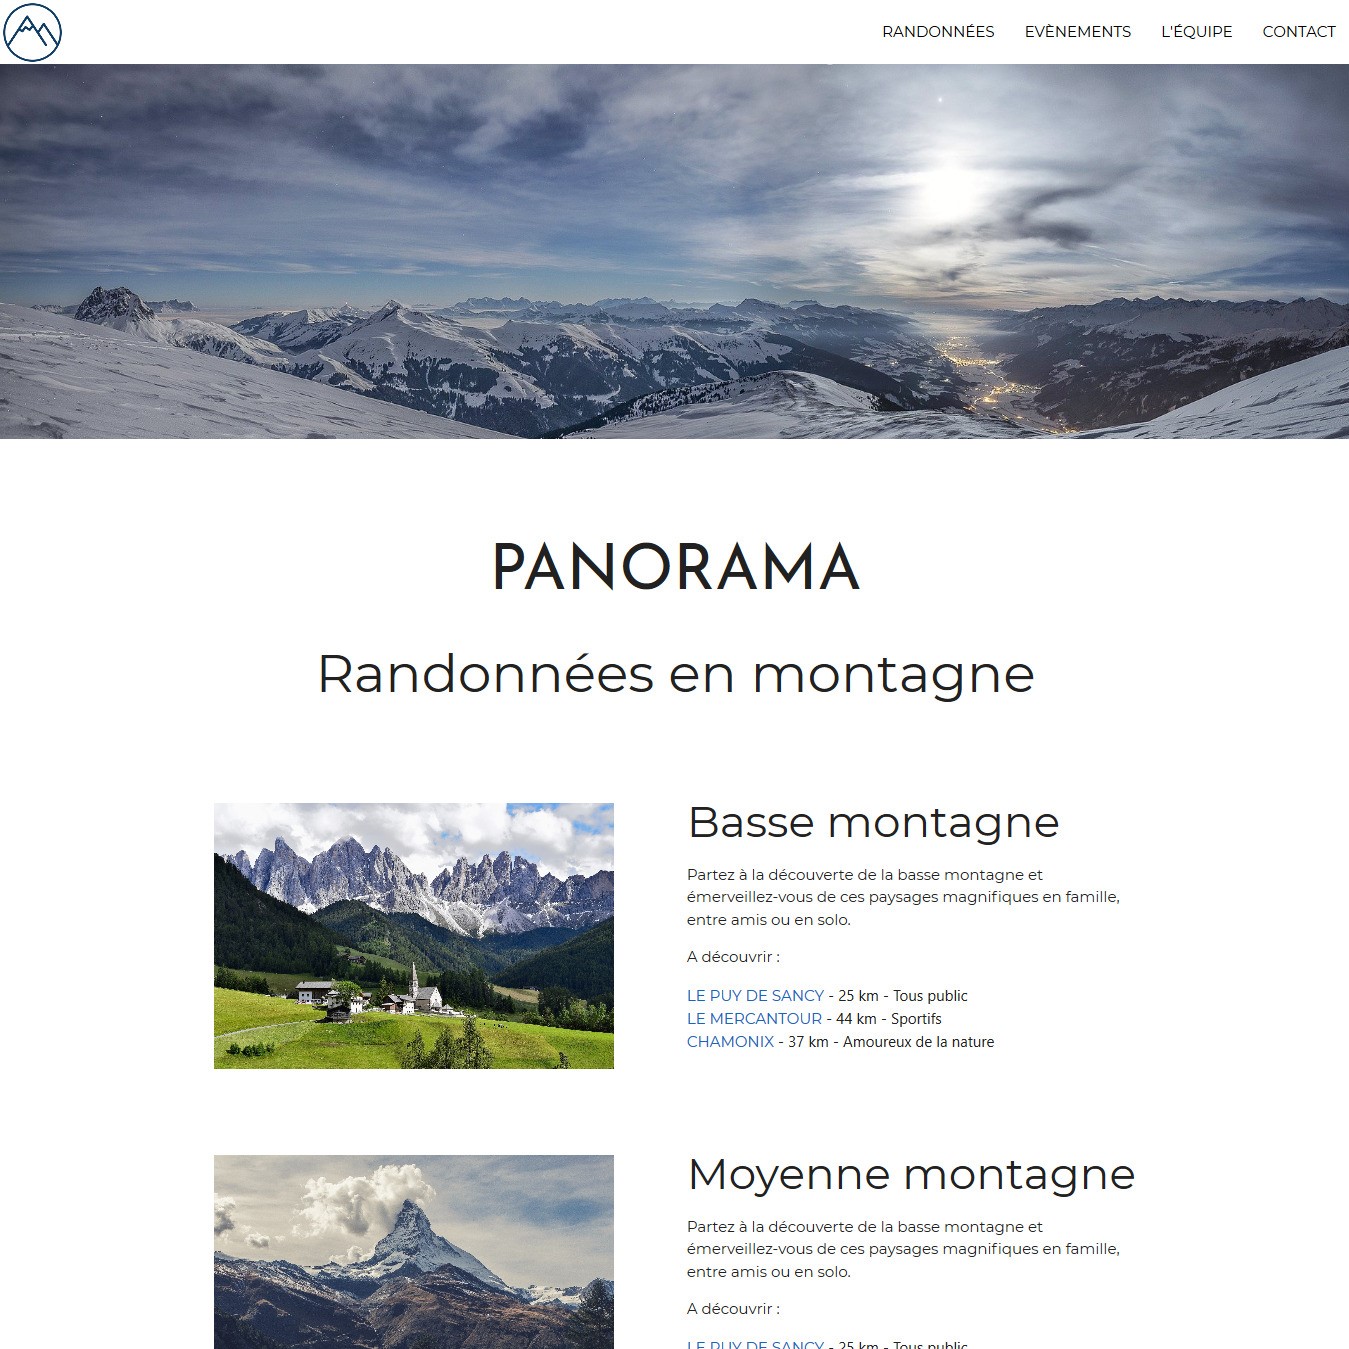 RANDONNÉES EVÈNEMENTS L'ÉQUIPE CONTACT
PANORAMA
Randonnées en montagne
Basse montagne
Partez à la découverte de la basse montagne et
émerveillez-vous de ces paysages magnifiques en famille,
entre amis ou en solo.
A découvrir :
LE PUY DE SANCY - 25 km - Tous public
LE MERCANTOUR - 44 km - Sportifs
CHAMONIX - 37 km - Amoureux de la nature
Moyenne montagne
Partez à la découverte de la basse montagne et
émerveillez-vous de ces paysages magnifiques en famille,
entre amis ou en solo.
A découvrir :
LE PUY DE SANCY - 25 km - Tous public